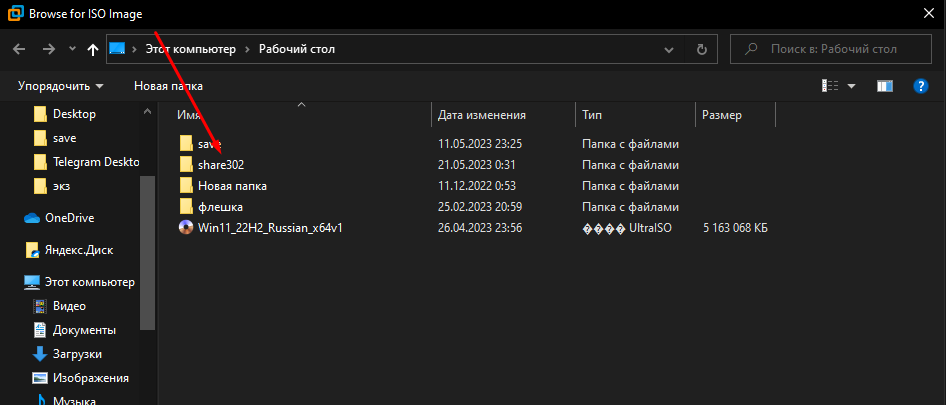 Browse for ISO Image
Этот компьютер Рабочий стол
Поиск в: Рабочий стол
Упорядочить Новая папка
Имя Дата изменения Тип Размер
Desktop
save
Telegram Deskto
экз
OneDrive
Яндекс.Диск
Этот компьютер
Видео
Документы
Загрузки
Изображения
Музыка
save 11.05.2023 23:25 Папка с файлами
share302 21.05.2023 0:31 Папка с файлами
Новая папка 11.12.2022 0:53 Папка с файлами
флешка 25.02.2023 20:59 Папка с файлами
Win11_22H2_Russian_x64v1 26.04.2023 23:56 ���� UltraISO 5 163 068 КБ